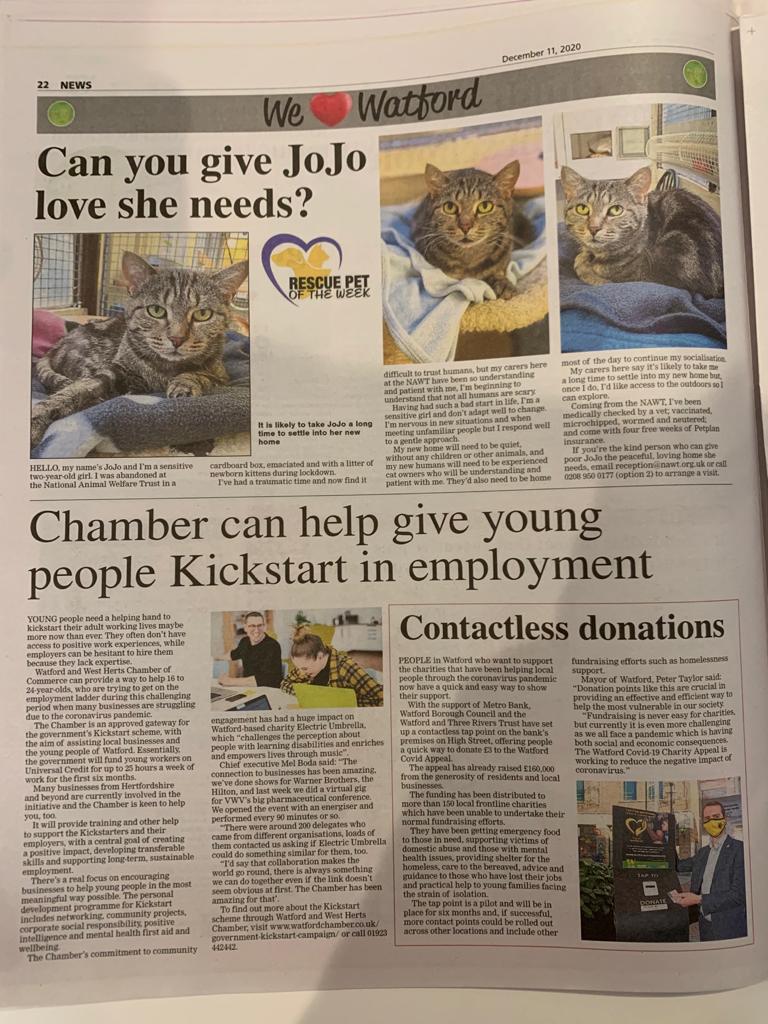 December 11, 2020
22 NEWS
We Watford
Can you give JoJo
love she needs?
RESCUE PET
OF THE WEEK
It is likely to take JoJo a long
time to settle into her new
home
HELLO, my name's JoJo and I'm a sensitive
two-year-old girl. I was abandoned at
the National Animal Welfare Trust in a
cardboard box, emaciated and with a litter of
newborn kittens during lockdown.
I've had a traumatic time and now find it
difficult to trust humans, but my carers here
at the NAWT have been so understanding
and patient with me, I'm beginning to
understand that not all humans are scary.
Having had such a bad start in life, I'm a
sensitive girl and don't adapt well to change.
I'm nervous in new situations and when
meeting unfamiliar people but I respond well
to a gentle approach.
My new home will need to be quiet,
without any children or other animals, and
my new humans will need to be experienced
cat owners who will be understanding and
patient with me. They'd also need to be home
most of the day to continue my socialisation.
My carers here say it's likely to take me
a long time to settle into my new home but,
once I do, I'd like access to the outdoors so I
can explore.
Coming from the NAWT, I've been
medically checked by a vet; vaccinated,
microchipped, wormed and neutered;
and come with four free weeks of Petplan
insurance.
If you're the kind person who can give
poor JoJo the peaceful, loving home she
needs, email reception@nawt.org.uk or call
0208 950 0177 (option 2) to arrange a visit.
Chamber can help give young
people Kickstart in employment
YOUNG people need a helping hand to
kickstart their adult working lives maybe
more now than ever. They often don't have
access to positive work experiences, while
employers can be hesitant to hire them
because they lack expertise.
Watford and West Herts Chamber of
Commerce can provide a way to help 16 to
24-year-olds, who are trying to get on the
employment ladder during this challenging
period when many businesses are struggling
due to the coronavirus pandemic.
The Chamber is an approved gateway for
the government's Kickstart scheme, with
the aim of assisting local businesses and
the young people of Watford. Essentially,
the government will fund young workers on
Universal Credit for up to 25 hours a week of
work for the first six months.
Many businesses from Hertfordshire
and beyond are currently involved in the
initiative and the Chamber is keen to help
you, too.
It will provide training and other help
to support the Kickstarters and their
employers, with a central goal of creating
a positive impact, developing transferable
skills and supporting long-term, sustainable
employment.
There's a real focus on encouraging
businesses to help young people in the most
meaningful way possible. The personal
development programme for Kickstart
includes networking, community projects,
corporate social responsibility, positive
intelligence and mental health first aid and
wellbeing.
The Chamber's commitment to community
engagement has had a huge impact on
Watford-based charity Electric Umbrella,
which "challenges the perception about
people with learning disabilities and enriches
and empowers lives through music".
Chief executive Mel Boda said: "The
connection to businesses has been amazing,
we've done shows for Warner Brothers, the
Hilton, and last week we did a virtual gig
for VWV's big pharmaceutical conference.
We opened the event with an energiser and
performed every 90 minutes or so.
"There were around 200 delegates who
came from different organisations, loads of
them contacted us asking if Electric Umbrella
could do something similar for them, too.
"I'd say that collaboration makes the
world go round, there is always something
we can do together even if the link doesn't
seem obvious at first. The Chamber has been
amazing for that'.
To find out more about the Kickstart
scheme through Watford and West Herts
Chamber, visit www.watfordchamber.co.uk/
government-kickstart-campaign/ or call 01923
442442.
Contactless donations
PEOPLE in Watford who want to support
the charities that have been helping local
people through the coronavirus pandemic
now have a quick and easy way to show
their support.
With the support of Metro Bank,
Watford Borough Council and the
Watford and Three Rivers Trust have set
up a contactless tap point on the bank's
premises on High Street, offering people
a quick way to donate £3 to the Watford
Covid Appeal.
The appeal has already raised £160,000
from the generosity of residents and local
businesses.
The funding has been distributed to
more than 150 local frontline charities
which have been unable to undertake their
normal fundraising efforts.
They have been getting emergency food
to those in need, supporting victims of
domestic abuse and those with mental
health issues, providing shelter for the
homeless, care to the bereaved, advice and
guidance to those who have lost their jobs
and practical help to young families facing
the strain of isolation.
The tap point is a pilot and will be in
place for six months and, if successful,
more contact points could be rolled out
across other locations and include other
fundraising efforts such as homelessness
support.
Mayor of Watford, Peter Taylor said:
"Donation points like this are crucial in
providing an effective and efficient way to
help the most vulnerable in our society.
"Fundraising is never easy for charities,
but currently it is even more challenging
as we all face a pandemic which is having
both social and economic consequences.
The Watford Covid-19 Charity Appeal is
working to reduce the negative impact of
coronavirus."
TAP TO
DONATE